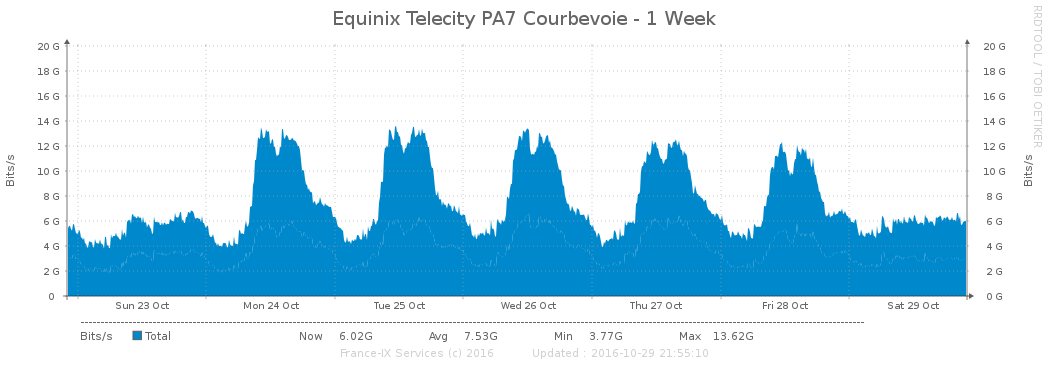 Equinix Telecity PA7 Courbevoie - 1 Week
RRDTOOL / TOBI OETIKER
Bits/s
Bits/s
20 G 20 G
18 G 18 G
16 G 16 G
14 G 14 G
12 G 12 G
10 G 10 G
8 G 8 G
6 G 6 G
4 G 4 G
2 G 2 G
0 0 G
Sun 23 Oct Mon 24 Oct Tue 25 Oct Wed 26 Oct Thu 27 Oct Fri 28 Oct Sat 29 Oct
Bits/s Total Now 6.02G Avg 7.53G Min 3.77G Max 13.62G
France-IX Services (c) 2016 Updated : 2016-10-29 21:55:10